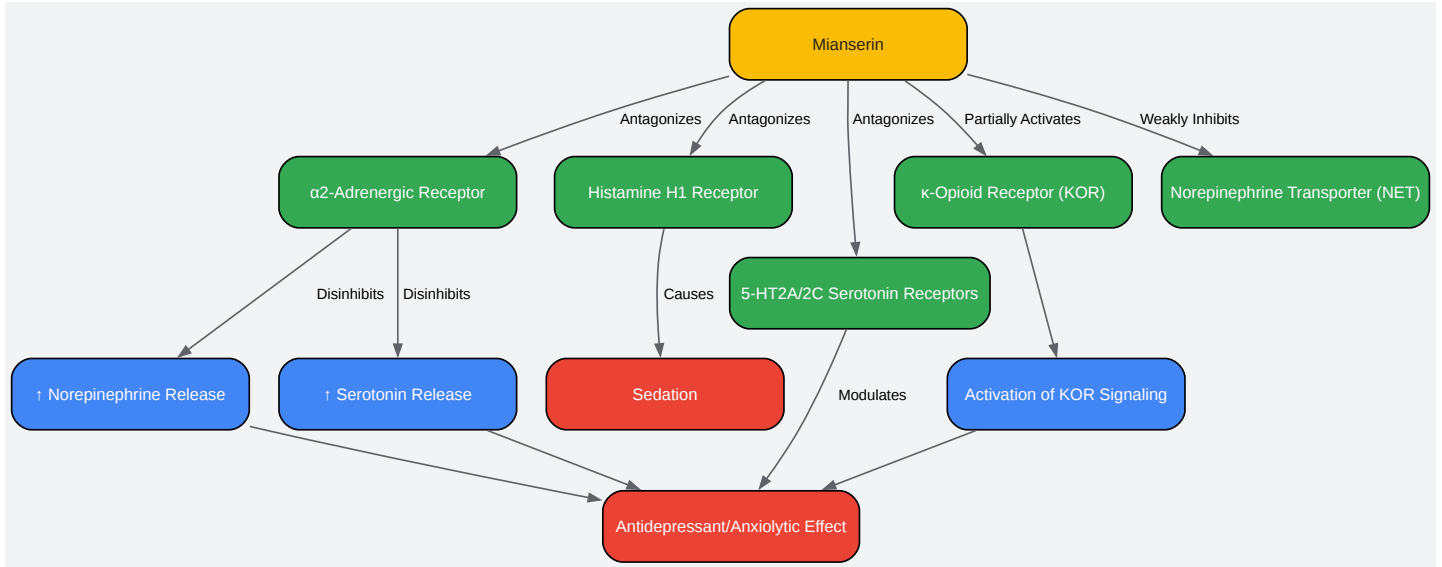 Mianserin
Antagonizes
Antagonizes
Antagonizes
Partially Activates
Weakly Inhibits
α2-Adrenergic Receptor
Histamine H1 Receptor
κ-Opioid Receptor (KOR)
Norepinephrine Transporter (NET)
Disinhibits
Disinhibits
Causes
5-HT2A/2C Serotonin Receptors
↑ Norepinephrine Release
↑ Serotonin Release
Sedation
Modulates
Activation of KOR Signaling
Antidepressant/Anxiolytic Effect